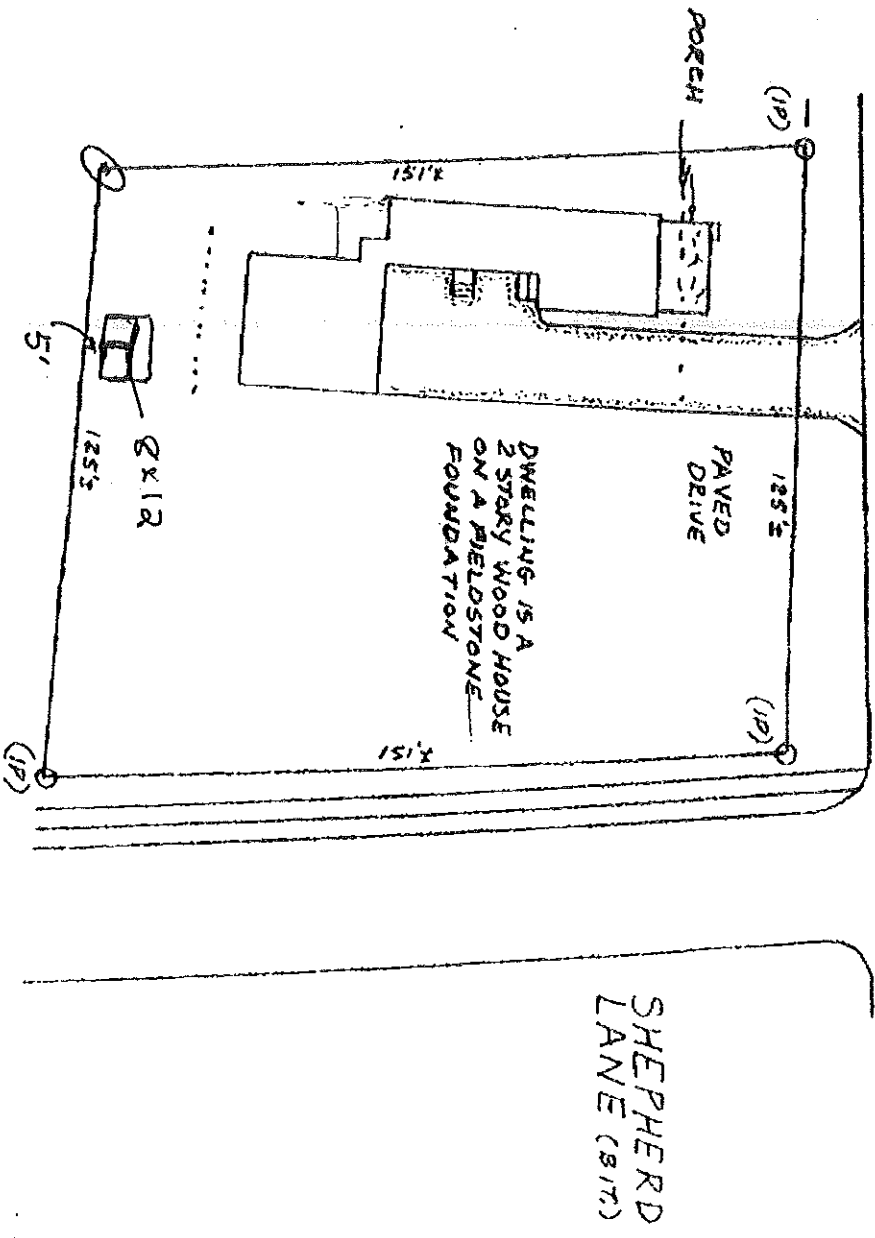 PORCH
(IP)
151'±
125'±
PAVED
DRIVE
DWELLING IS A
2 STORY WOOD HOUSE
ON A FIELDSTONE
FOUNDATION
(IP)
151'±
5'
8x12
125'±
(IP)
SHEPHERD
LANE (BIT.)